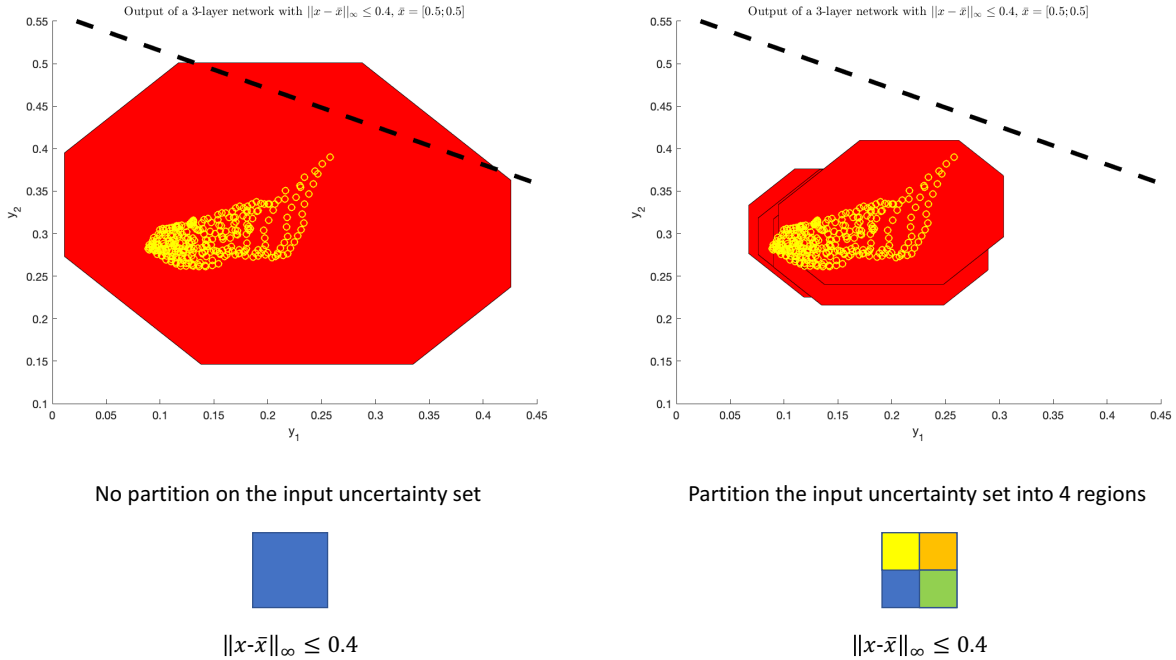 Output of a 3-layer network with ||x − x̄||∞ ≤ 0.4, x̄ = [0.5; 0.5]
0.55
0.5
0.45
0.4
0.35
0.3
0.25
0.2
0.15
0.1
y2
0 0.05 0.1 0.15 0.2 0.25 0.3 0.35 0.4 0.45
y1
Output of a 3-layer network with ||x − x̄||∞ ≤ 0.4, x̄ = [0.5; 0.5]
0.55
0.5
0.45
0.4
0.35
0.3
0.25
0.2
0.15
0.1
y2
0 0.05 0.1 0.15 0.2 0.25 0.3 0.35 0.4 0.45
y1
No partition on the input uncertainty set
‖x-x̄‖∞ ≤ 0.4
Partition the input uncertainty set into 4 regions
‖x-x̄‖∞ ≤ 0.4